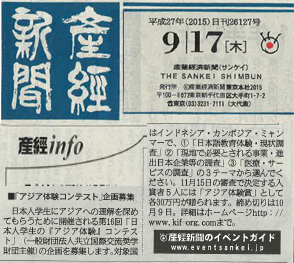 産經
新聞
平成27年(2015)日刊26127号
9|17[木]
産業経済新聞(サンケイ)
THE SANKEI SHIMBUN
発行所 ©産業経済新聞東京本社2015
〒100-8077東京都千代田区大手町1-7-2
☎東京(03)3231-7111(大代表)
産経info
■「アジア体験コンテスト」企画募集
日本人学生にアジアへの理解を深め
てもらうために開催される第16回「日
本人学生の『アジア体験』コンテス
ト」(一般財団法人共立国際交流奨学
財団主催)の企画を募集します。対象国
はインドネシア・カンボジア・ミャン
マーで、①「日本語教育体験・現状調
査」②「現地で必要とされる事業・進
出日本企業等の調査」③「医療・サー
ビスの調査」の3テーマから選んでく
ださい。11月15日の審査で決定する入
賞者5人には「アジア体験賞」として
各30万円が贈られます。締め切りは10
月9日。詳細はホームページhttp://
www.kif-org.comまで。
産経新聞のイベントガイド
www.eventsankei.jp